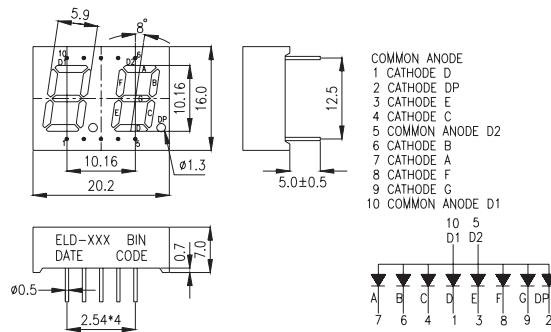 5.9
8°
10
D1
D2
6
A
F
B
G
E
C
D
DP
1
5
10.16
16.0
10.16
ø1.3
20.2
12.5
5.0±0.5
COMMON ANODE
1 CATHODE D
2 CATHODE DP
3 CATHODE E
4 CATHODE C
5 COMMON ANODE D2
6 CATHODE B
7 CATHODE A
8 CATHODE F
9 CATHODE G
10 COMMON ANODE D1
ELD-XXX BIN
DATE CODE
0.7
7.0
ø0.5
2.54*4
10 5
D1 D2
A B C D E F G DP
7 6 4 1 3 8 9 2